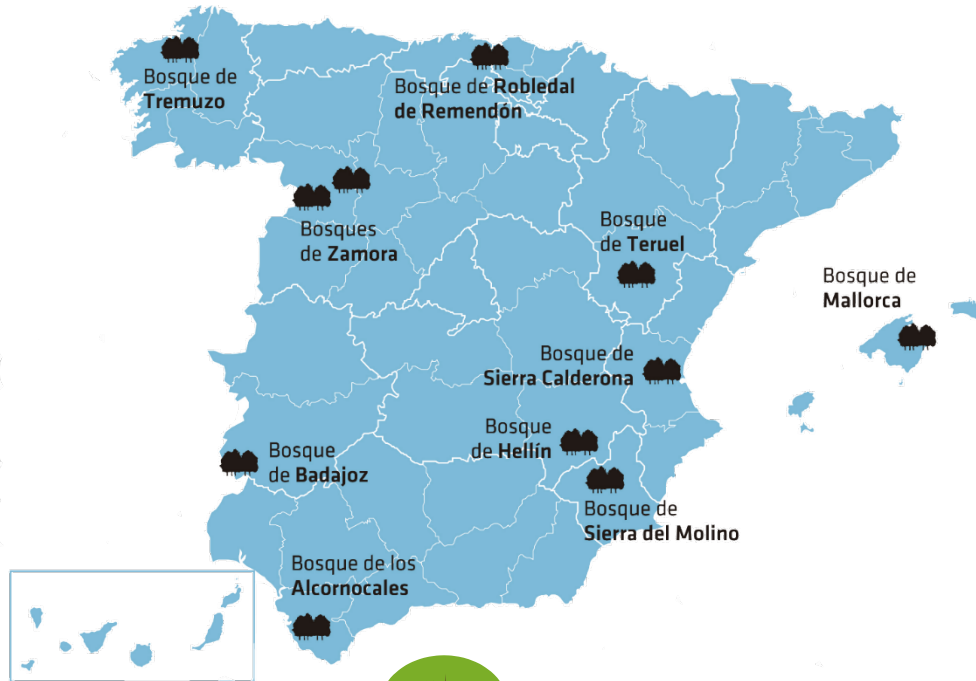 Bosque de
Tremuzo
Bosque de Robledal
de Remendón
Bosques
de Zamora
Bosque
de Teruel
Bosque de
Mallorca
Bosque de
Sierra Calderona
Bosque
de Hellín
Bosque
de Badajoz
Bosque de
Sierra del Molino
Bosque de los
Alcornocales